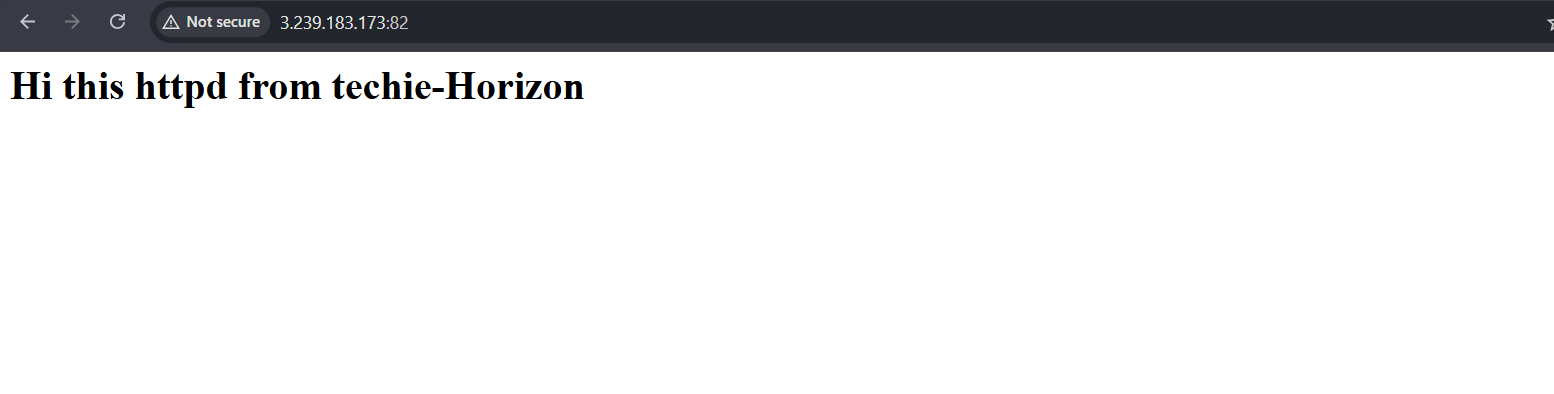 Not secure 3.239.183.173:82
Hi this httpd from techie-Horizon